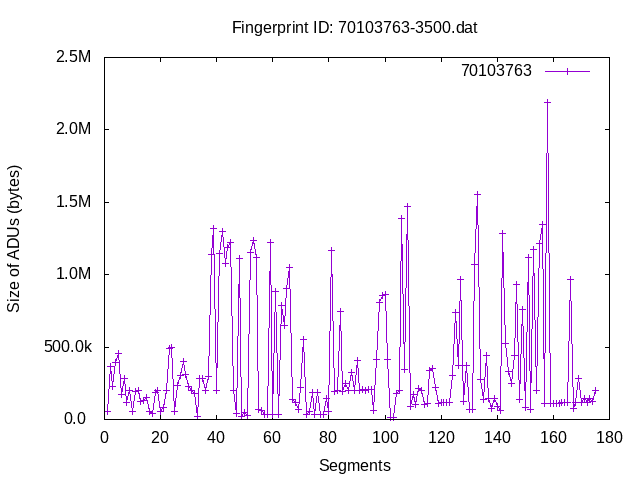 Fingerprint ID: 70103763-3500.dat
70103763
Size of ADUs (bytes)
2.5M
2.0M
1.5M
1.0M
500.0k
0.0
0 20 40 60 80 100 120 140 160 180
Segments